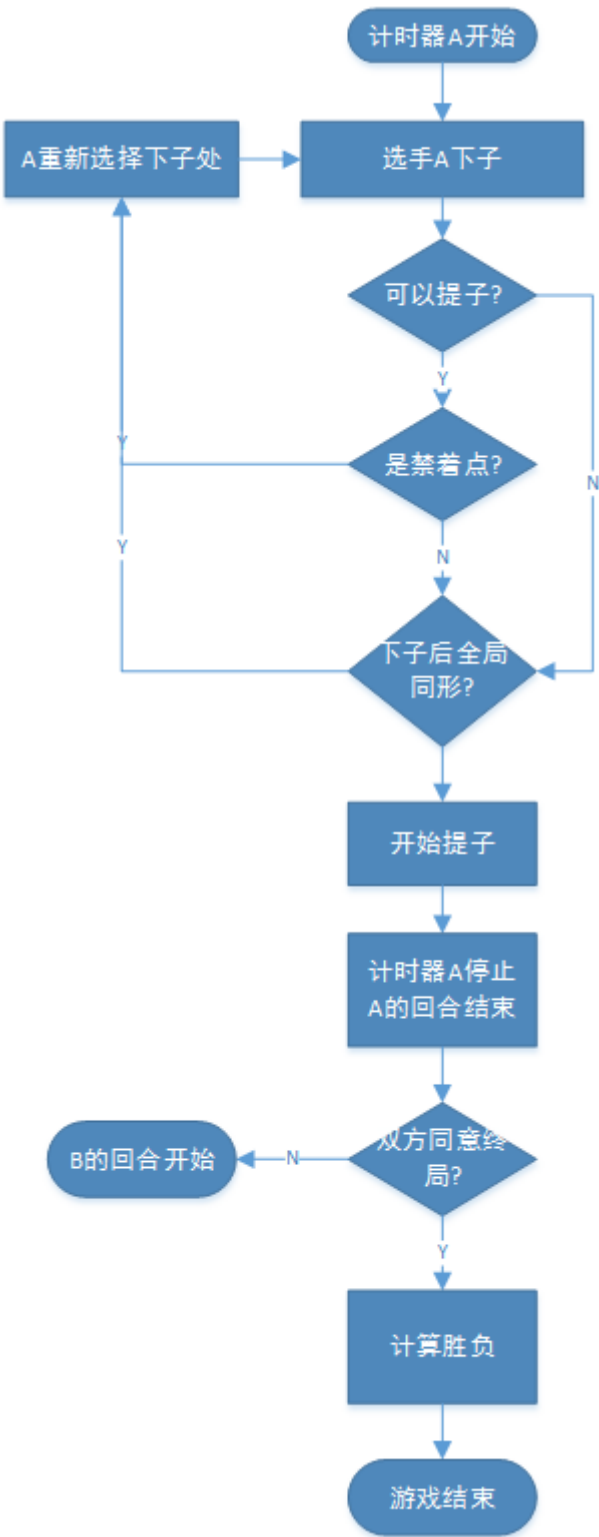 计时器A开始
A重新选择下子处
选手A下子
可以提子?
Y
是禁着点?
Y
N
N
Y
下子后全局
同形?
开始提子
计时器A停止
A的回合结束
双方同意终
局?
B的回合开始
N
Y
计算胜负
游戏结束